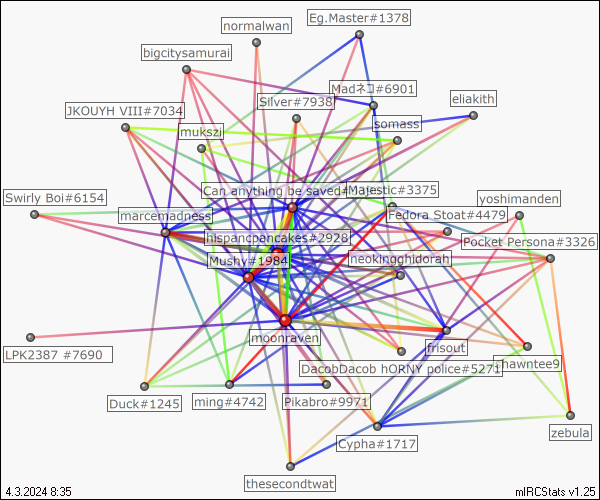 Eg.Master#1378
normalwan
bigcitysamurai
Madネコ#6901
Silver#7938
eliakith
JKOUYH VIII#7034
somass
mukszi
Can anything be saved#
Majestic#3375
Swirly Boi#6154
yoshimanden
marcemadness
Fedora Stoat#4479
hispancpancakes#2928
Pocket Persona#3326
Mushy#1984
neokingghidorah
moonraven
frisout
LPK2387 #7690
DacobDacob hORNY police#5271
shawntee9
Duck#1245
ming#4742
Pikabro#9971
zebula
Cypha#1717
thesecondtwat
4.3.2024 8:35
mIRCStats v1.25